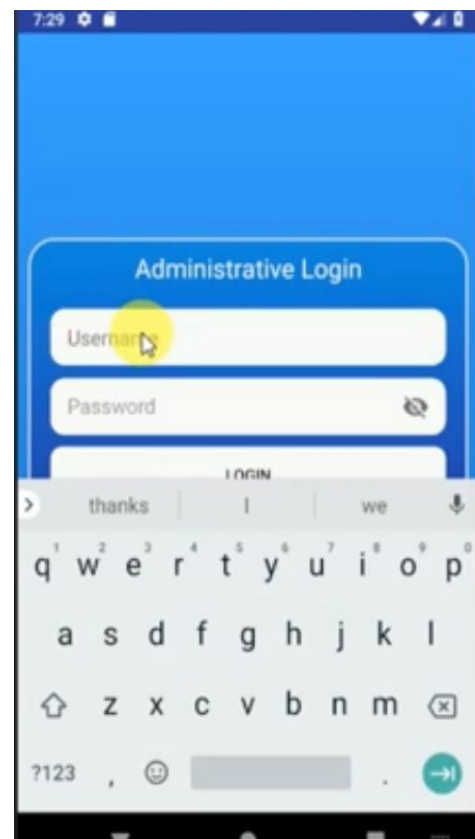 7:29
Administrative Login
Username
Password
LOGIN
thanks I we
1 2 3 4 5 6 7 8 9 0
q w e r t y u i o p
a s d f g h j k l
z x c v b n m
?123 , .